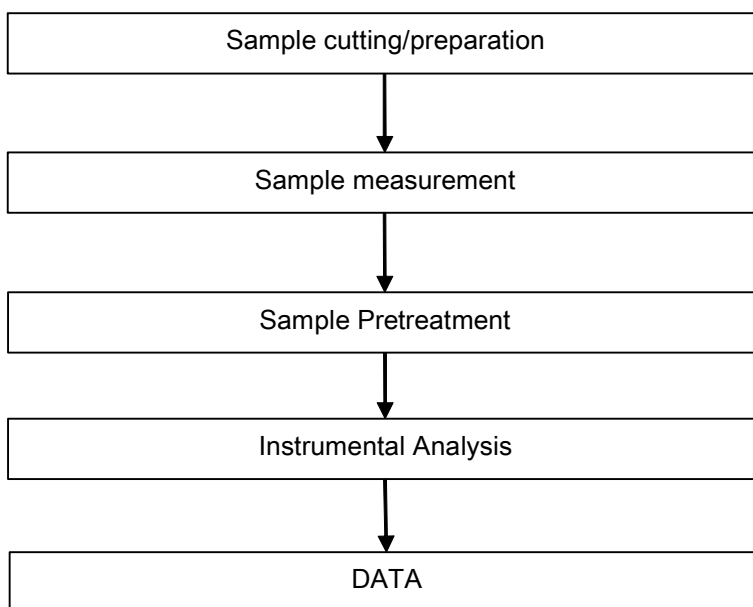 Sample cutting/preparation
Sample measurement
Sample Pretreatment
Instrumental Analysis
DATA